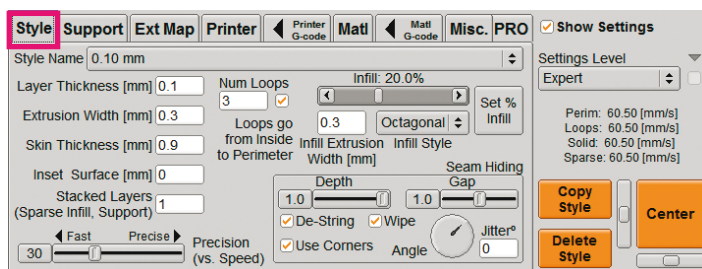 Style Support Ext Map Printer Printer G-code Matl Matl G-code Misc. PRO Show Settings
Style Name 0.10 mm
Settings Level
Expert
Layer Thickness [mm] 0.1
Extrusion Width [mm] 0.3
Skin Thickness [mm] 0.9
Inset Surface [mm] 0
Stacked Layers
(Sparse Infill, Support) 1
Fast Precise
30
Precision
(vs. Speed)
Num Loops
3
Loops go
from Inside
to Perimeter
Infill: 20.0%
Set %
Infill
0.3 Octagonal
Infill Extrusion
Width [mm]
Infill Style
Seam Hiding
Depth Gap
1.0 1.0
De-String Wipe
Use Corners Angle
Jitterº
0
Perim: 60.50 [mm/s]
Loops: 60.50 [mm/s]
Solid: 60.50 [mm/s]
Sparse: 60.50 [mm/s]
Copy
Style
Center
Delete
Style